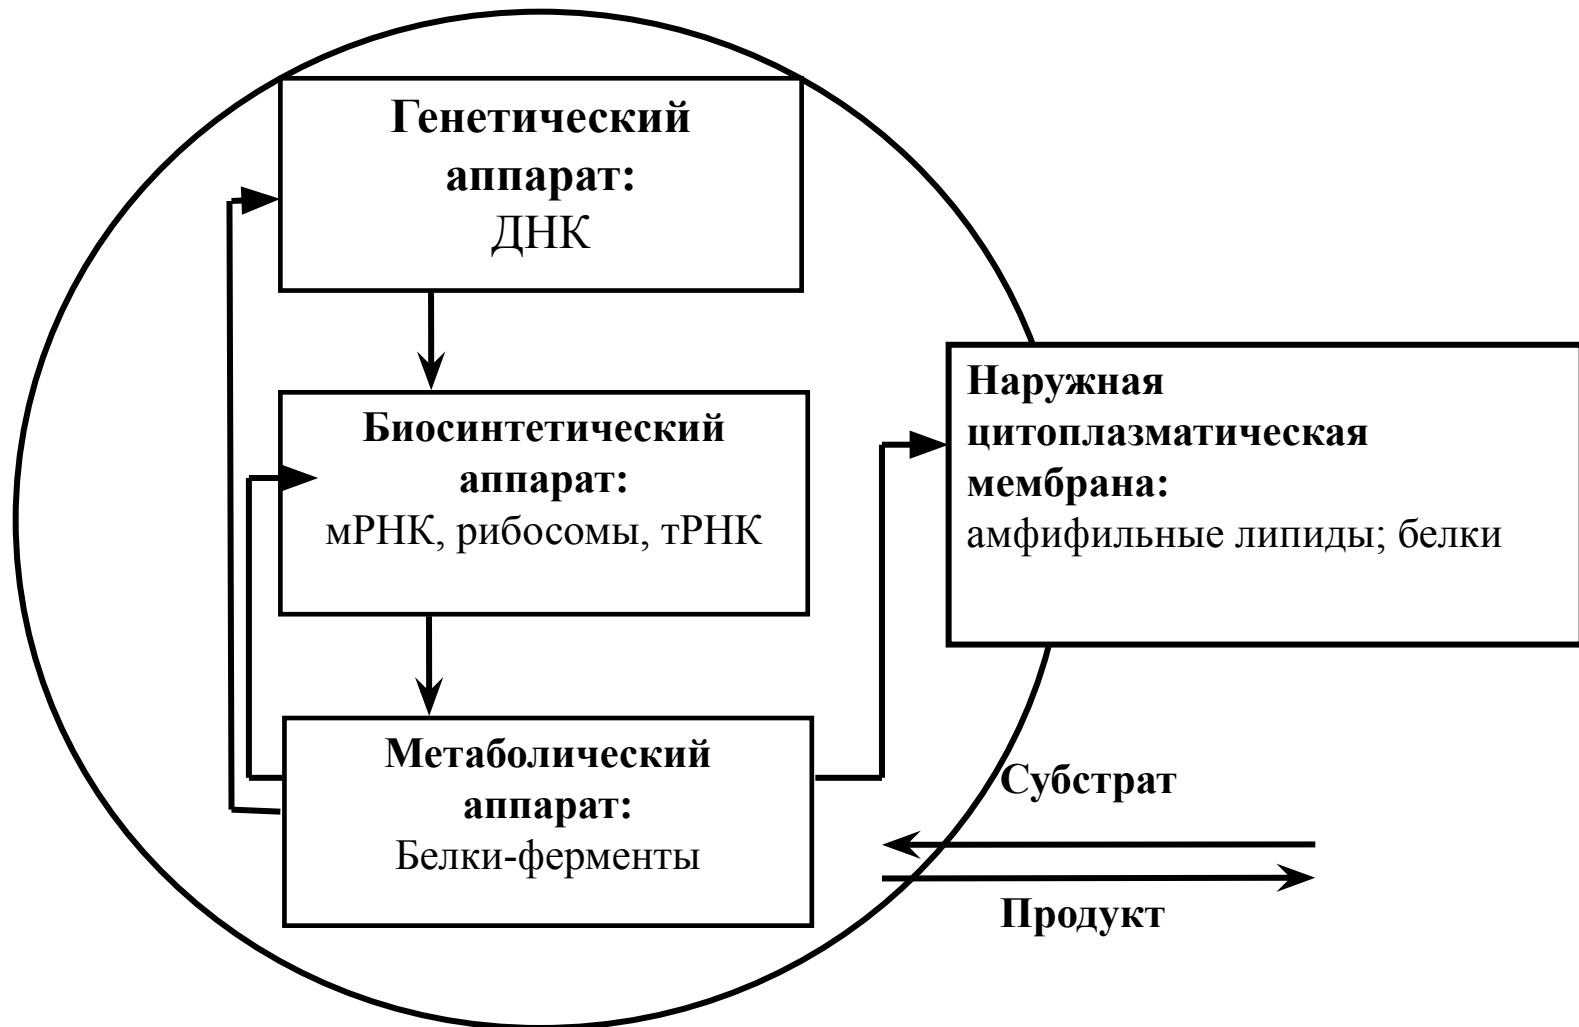 Генетический
аппарат:
ДНК
Биосинтетический
аппарат:
мРНК, рибосомы, тРНК
Метаболический
аппарат:
Белки-ферменты
Наружная
цитоплазматическая
мембрана:
амфифильные липиды; белки
Субстрат
Продукт